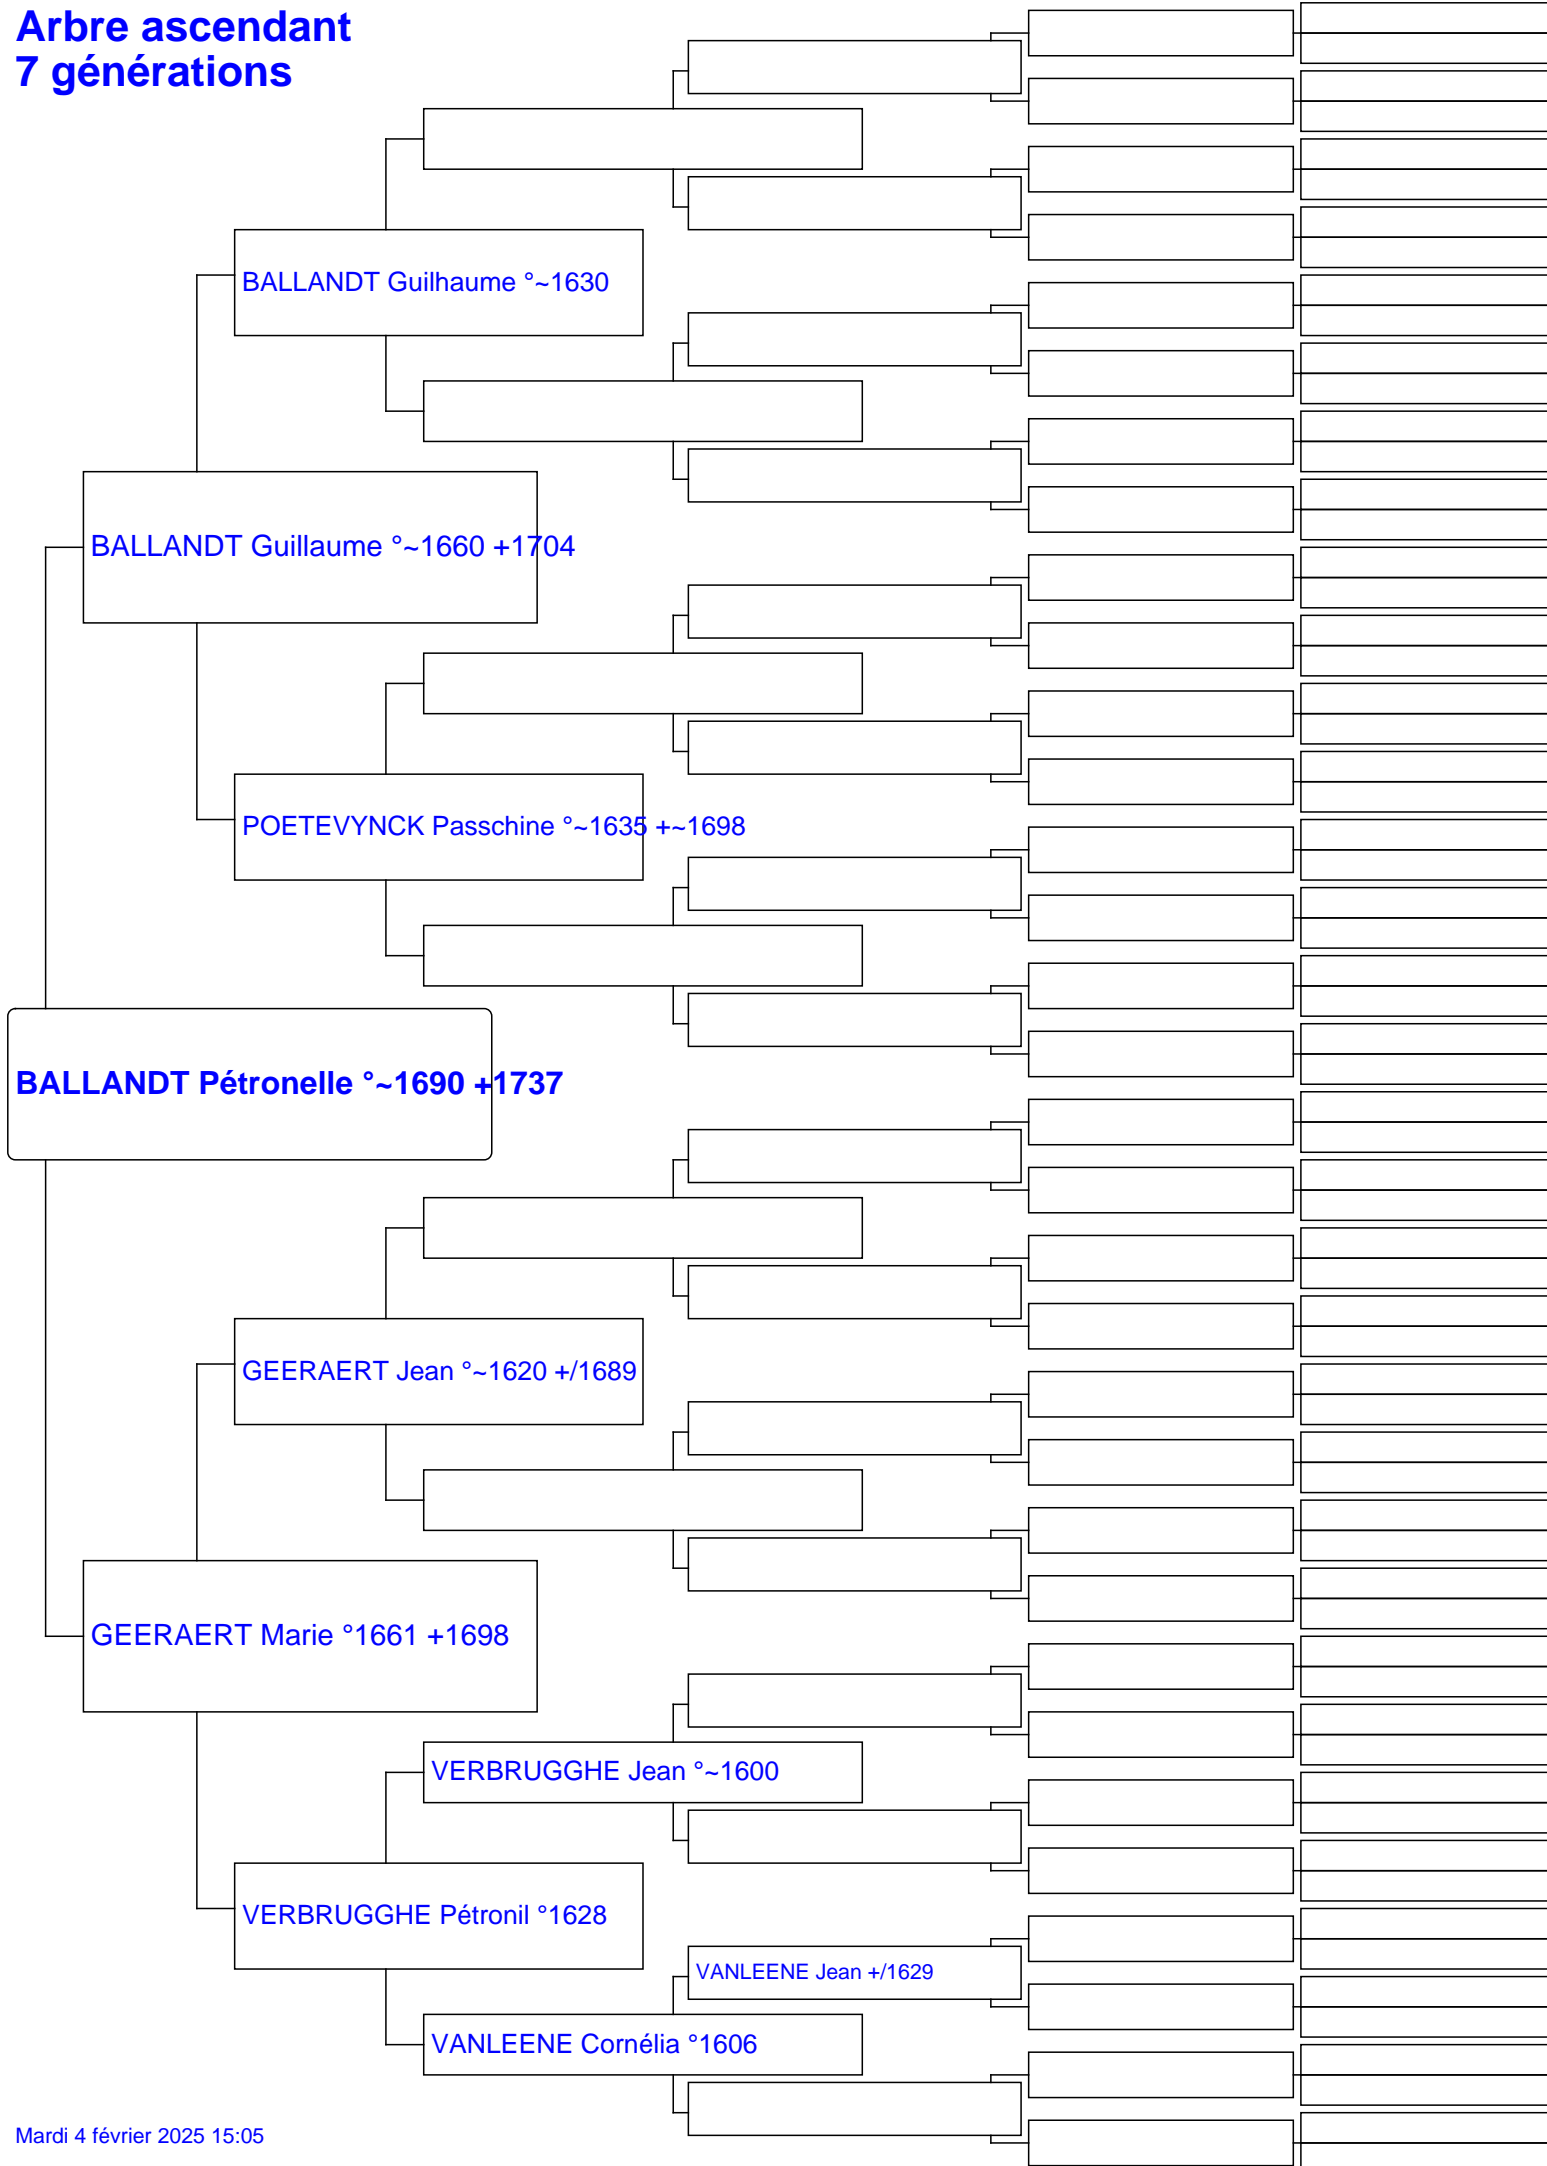 Arbre ascendant
7 générations
BALLANDT Guilhaume °~1630
BALLANDT Guillaume °~1660 +1704
POETEVYNCK Passchine °~1635 +~1698
BALLANDT Pétronelle °~1690 +1737
GEERAERT Jean °~1620 +/1689
GEERAERT Marie °1661 +1698
VERBRUGGHE Jean °~1600
VERBRUGGHE Pétronil °1628
VANLEENE Jean +/1629
VANLEENE Cornélia °1606
Mardi 4 février 2025 15:05